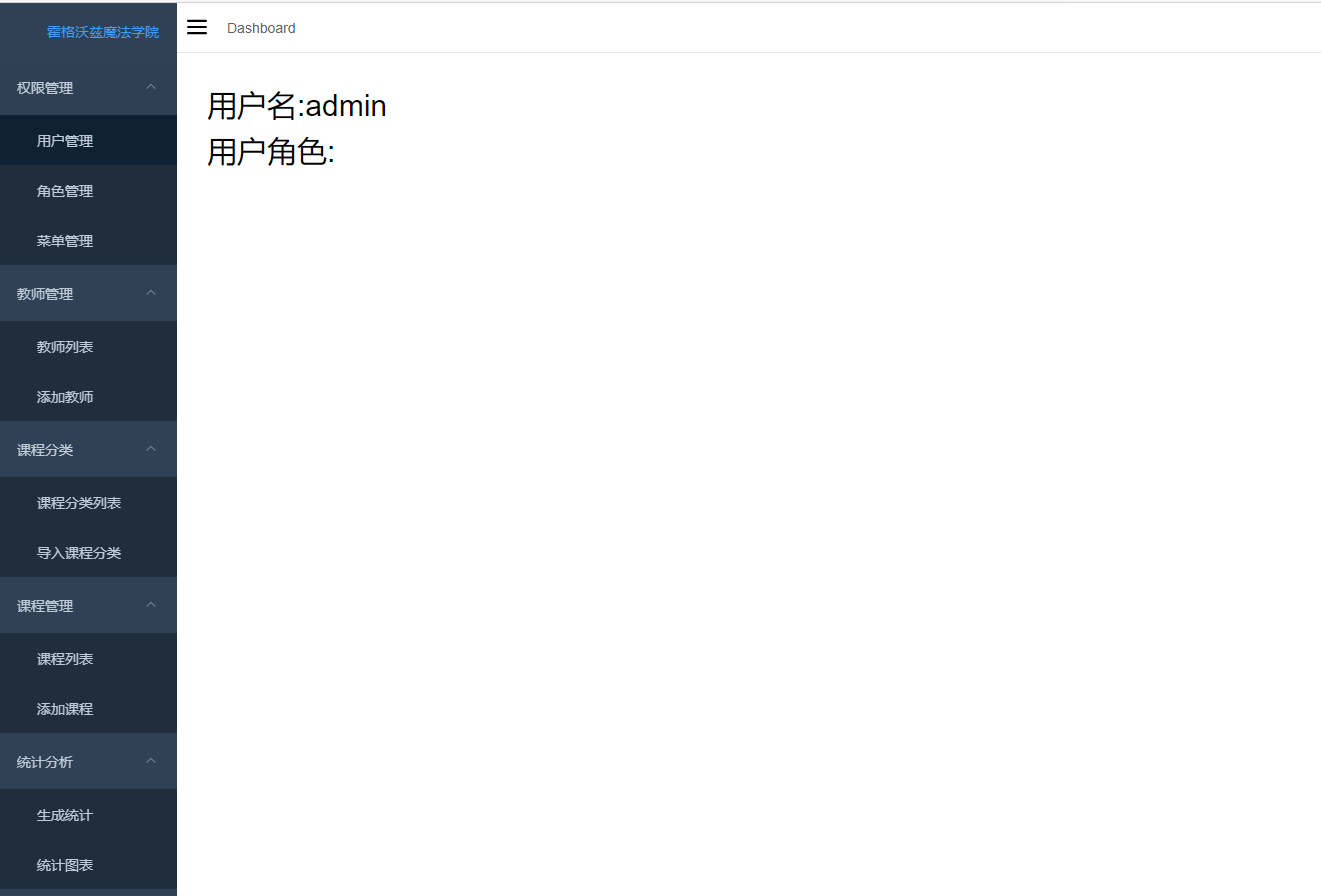 霍格沃兹魔法学院
Dashboard
权限管理
用户管理
角色管理
菜单管理
教师管理
教师列表
添加教师
课程分类
课程分类列表
导入课程分类
课程管理
课程列表
添加课程
统计分析
生成统计
统计图表
用户名:admin
用户角色: